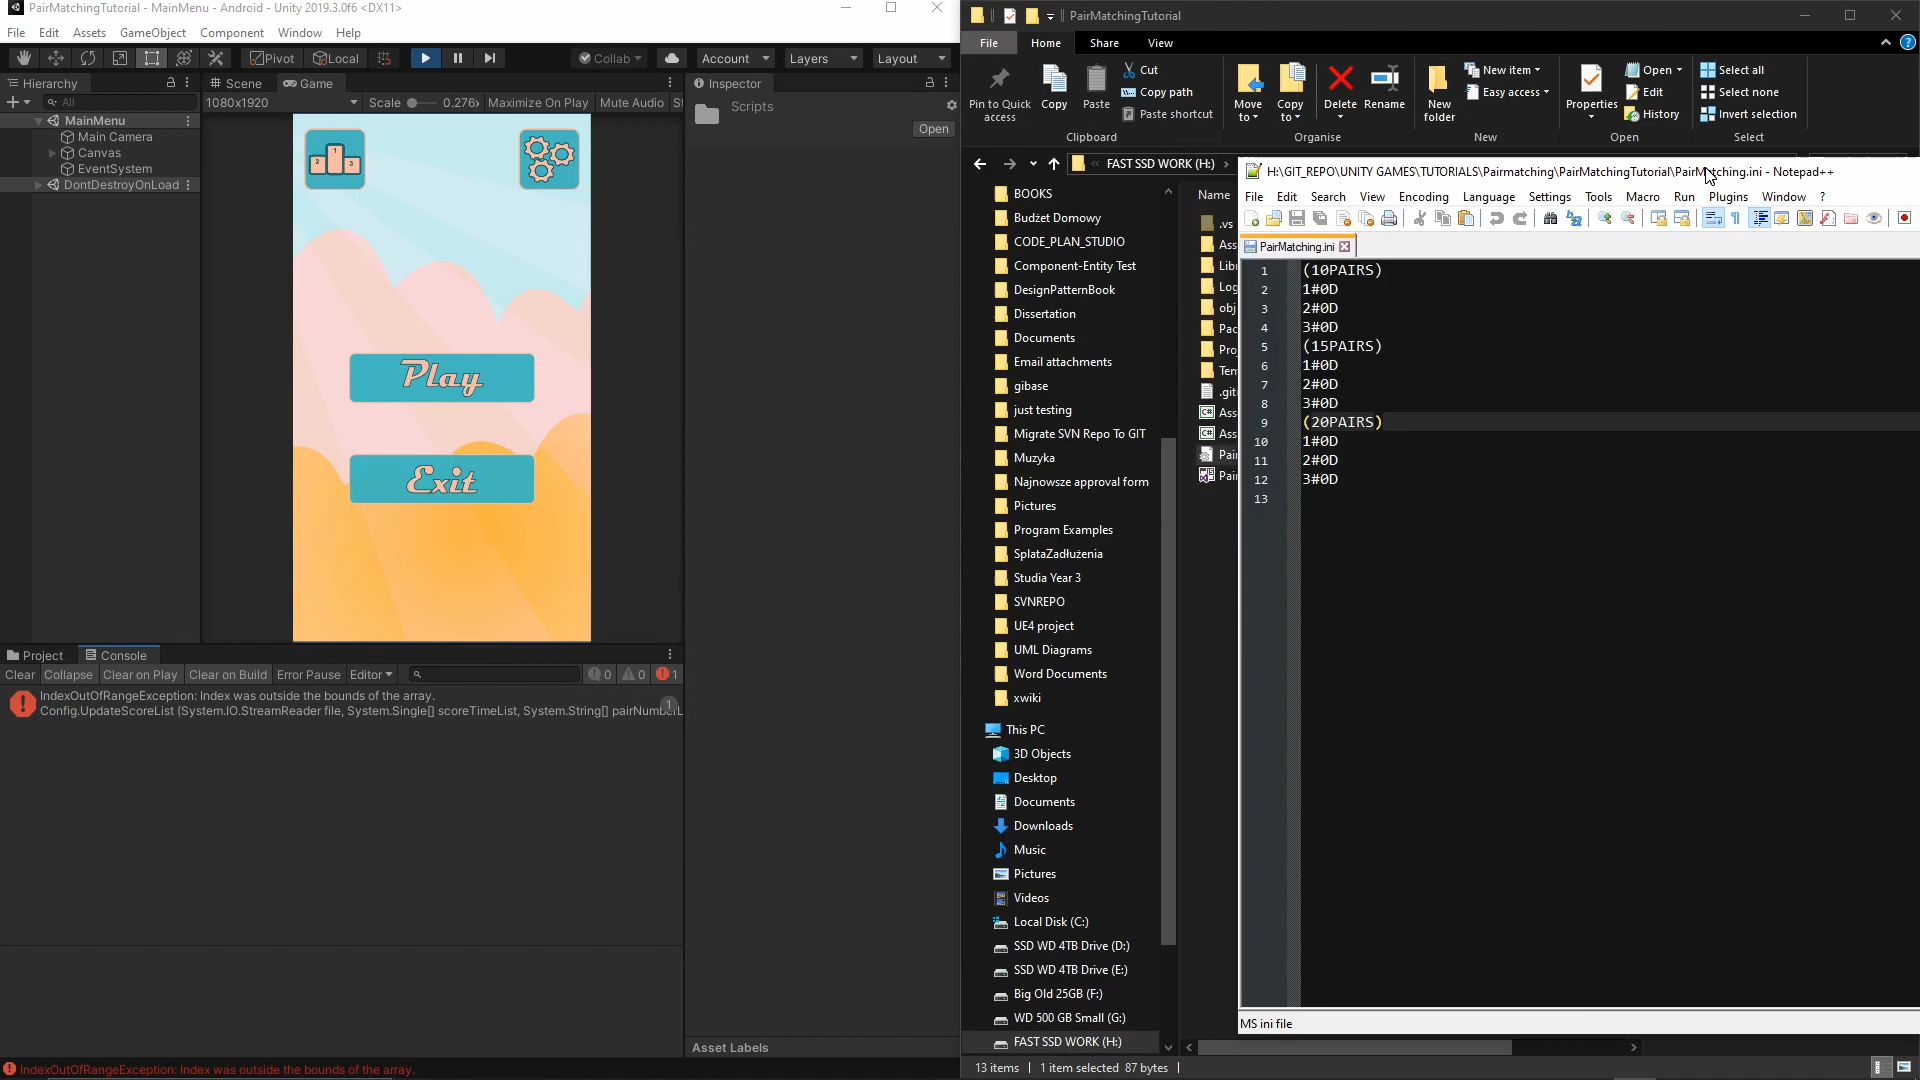 PairMatchingTutorial - MainMenu - Android - Unity 2019.3.0f6 <DX11>
File Edit Assets GameObject Component Window Help
Pivot Local Collab Account Layers Layout
Hierarchy Scene Game Inspector
All 1080x1920 Scale 0.276x Maximize On Play Mute Audio
Scripts
Open
MainMenu
Main Camera
Canvas
EventSystem
DontDestroyOnLoad
2 1 3
Play
Exit
Project Console
Clear Collapse Clear on Play Clear on Build Error Pause Editor 0 0 1
IndexOutOfRangeException: Index was outside the bounds of the array.
Config.UpdateScoreList (System.IO.StreamReader file, System.Single[] scoreTimeList, System.String[]
1
Asset Labels
IndexOutOfRangeException: Index was outside the bounds of the array.
PairMatchingTutorial
File Home Share View
Pin to Quick access Copy Paste Cut Copy path Paste shortcut
Move to Copy to Delete Rename New folder New item Easy access
Properties Open Edit History Select all Select none Invert selection
Clipboard Organise New Open Select
FAST SSD WORK (H:)
BOOKS
Budżet Domowy
CODE_PLAN_STUDIO
Component-Entity Test
DesignPatternBook
Dissertation
Documents
Email attachments
gibase
just testing
Migrate SVN Repo To GIT
Muzyka
Najnowsze approval form
Pictures
Program Examples
SplataZadłużenia
Studia Year 3
SVNREPO
UE4 project
UML Diagrams
Word Documents
xwiki
This PC
3D Objects
Desktop
Documents
Downloads
Music
Pictures
Videos
Local Disk (C:)
SSD WD 4TB Drive (D:)
SSD WD 4TB Drive (E:)
Big Old 25GB (F:)
WD 500 GB Small (G:)
FAST SSD WORK (H:)
Name
.vs
13 items 1 item selected 87 bytes
H:\GIT_REPO\UNITY GAMES\TUTORIALS\Pairmatching\PairMatchingTutorial\PairMatching.ini - Notepad++
File Edit Search View Encoding Language Settings Tools Macro Run Plugins Window ?
PairMatching.ini
1 (10PAIRS)
2 1#0D
3 2#0D
4 3#0D
5 (15PAIRS)
6 1#0D
7 2#0D
8 3#0D
9 (20PAIRS)
10 1#0D
11 2#0D
12 3#0D
13
MS ini file